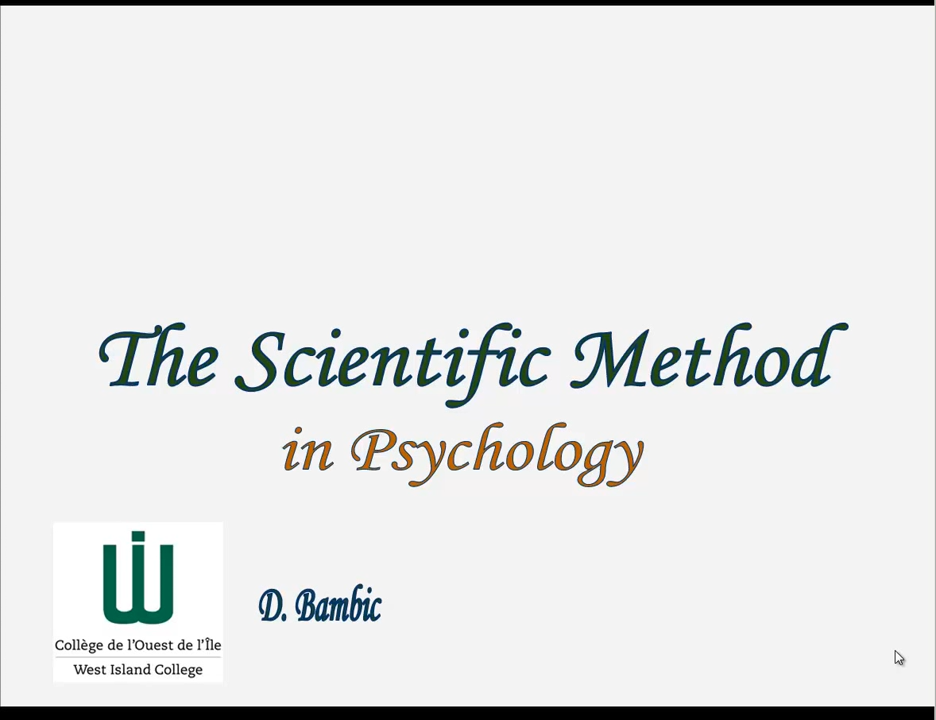 The Scientific Method
in Psychology
D. Bambic
Collège de l'Ouest de l'Île
West Island College